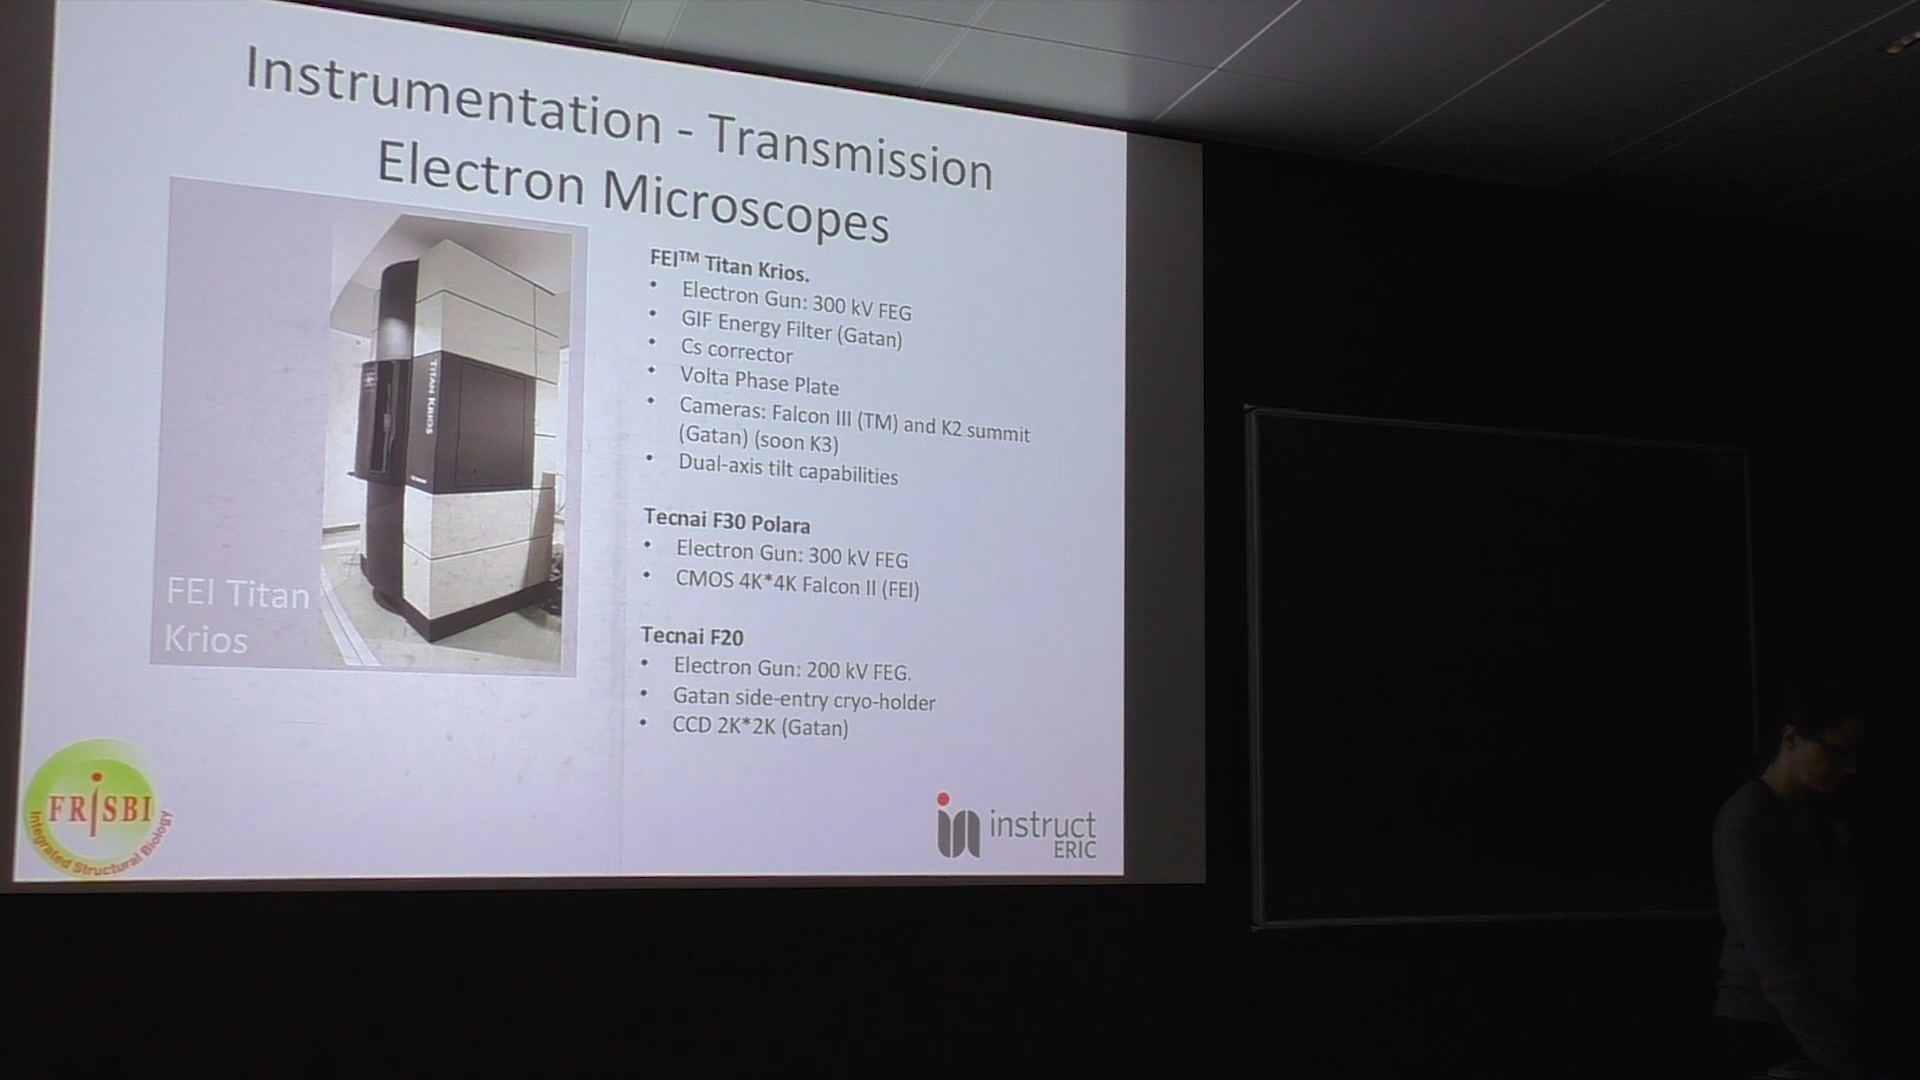 Instrumentation - Transmission
Electron Microscopes
FEI™ Titan Krios.
• Electron Gun: 300 kV FEG
• GIF Energy Filter (Gatan)
• Cs corrector
• Volta Phase Plate
• Cameras: Falcon III (TM) and K2 summit
(Gatan) (soon K3)
• Dual-axis tilt capabilities
Tecnai F30 Polara
• Electron Gun: 300 kV FEG
• CMOS 4K*4K Falcon II (FEI)
Tecnai F20
• Electron Gun: 200 kV FEG.
• Gatan side-entry cryo-holder
• CCD 2K*2K (Gatan)
TITAN KRIOS
FEI Titan
Krios
FRISBI
Integrated Structural Biology
instruct
ERIC